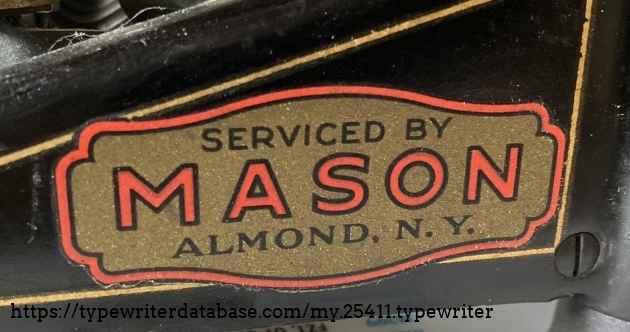 SERVICED BY
MASON
ALMOND, N.Y.
https://typewriterdatabase.com/my.25411.typewriter